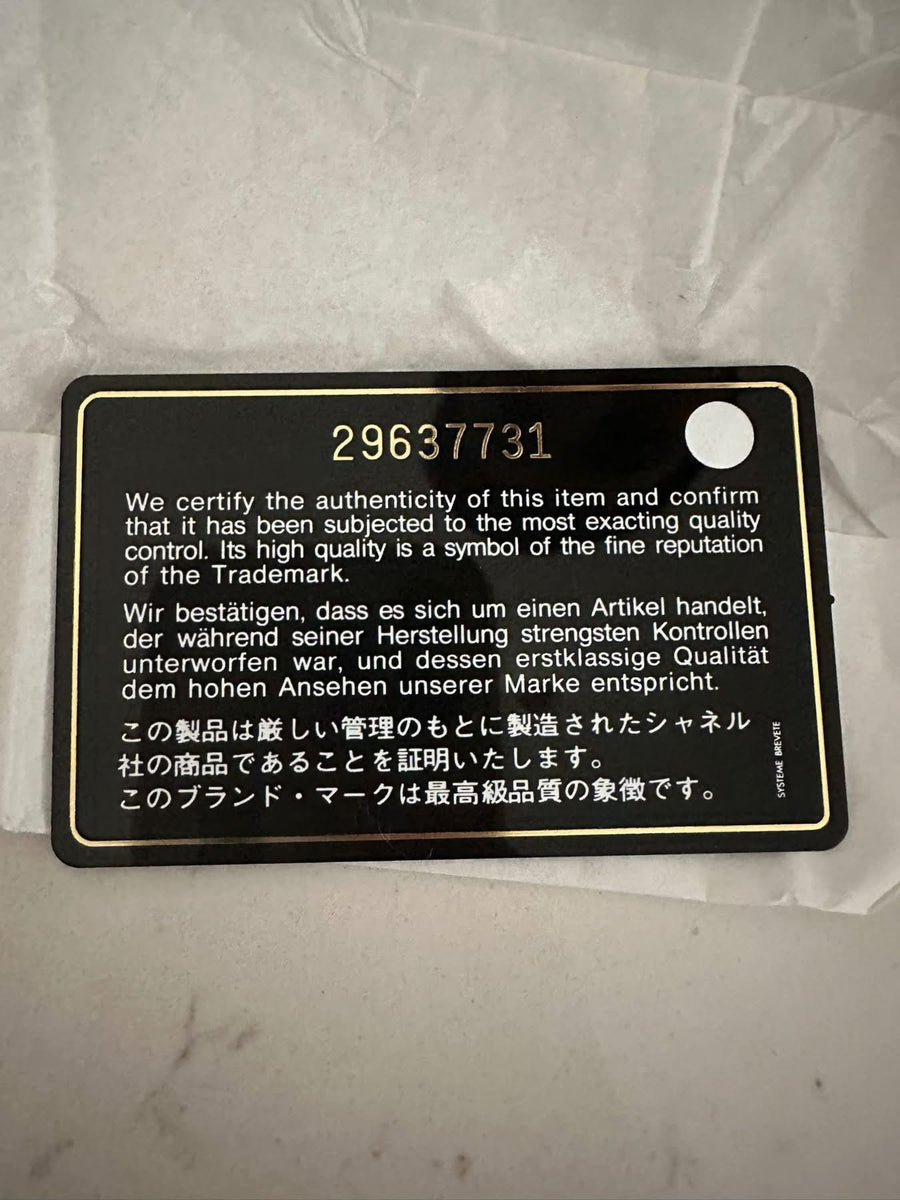 29637731
We certify the authenticity of this item and confirm
that it has been subjected to the most exacting quality
control. Its high quality is a symbol of the fine reputation
of the Trademark.
Wir bestätigen, dass es sich um einen Artikel handelt,
der während seiner Herstellung strengsten Kontrollen
unterworfen war, und dessen erstklassige Qualität
dem hohen Ansehen unserer Marke entspricht.
この製品は厳しい管理のもとに製造されたシャネル
社の商品であることを証明いたします。
このブランド・マークは最高級品質の象徴です。
SYSTEME BREVETE